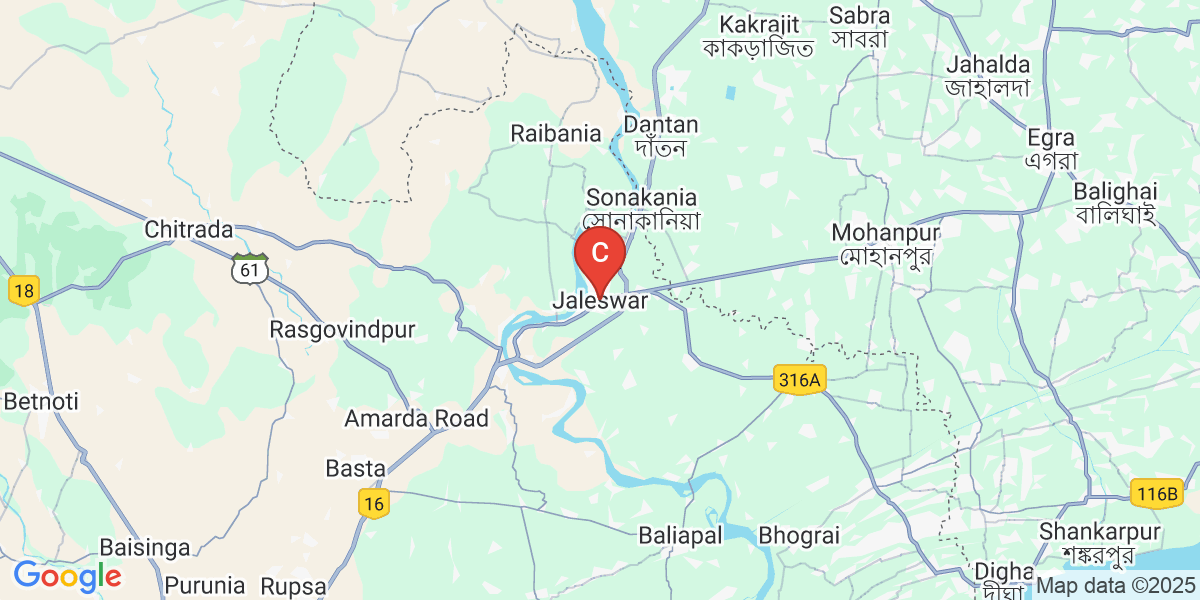 Sabra
সাবরা
Kakrajit
কাকড়াজিত
Jahalda
জাহালদা
Raibania
Dantan
দাঁতন
Egra
এগরা
Balighai
বালিঘাই
Sonakania
সোনাকানিয়া
Chitrada
Mohanpur
মোহানপুর
C
61
18
Jaleswar
Rasgovindpur
316A
Betnoti
Amarda Road
Basta
16
116B
Baliapal
Bhograi
Shankarpur
শঙ্করপুর
Baisinga
Digha
দীঘা
Google
Purunia
Rupsa
Map data ©2025